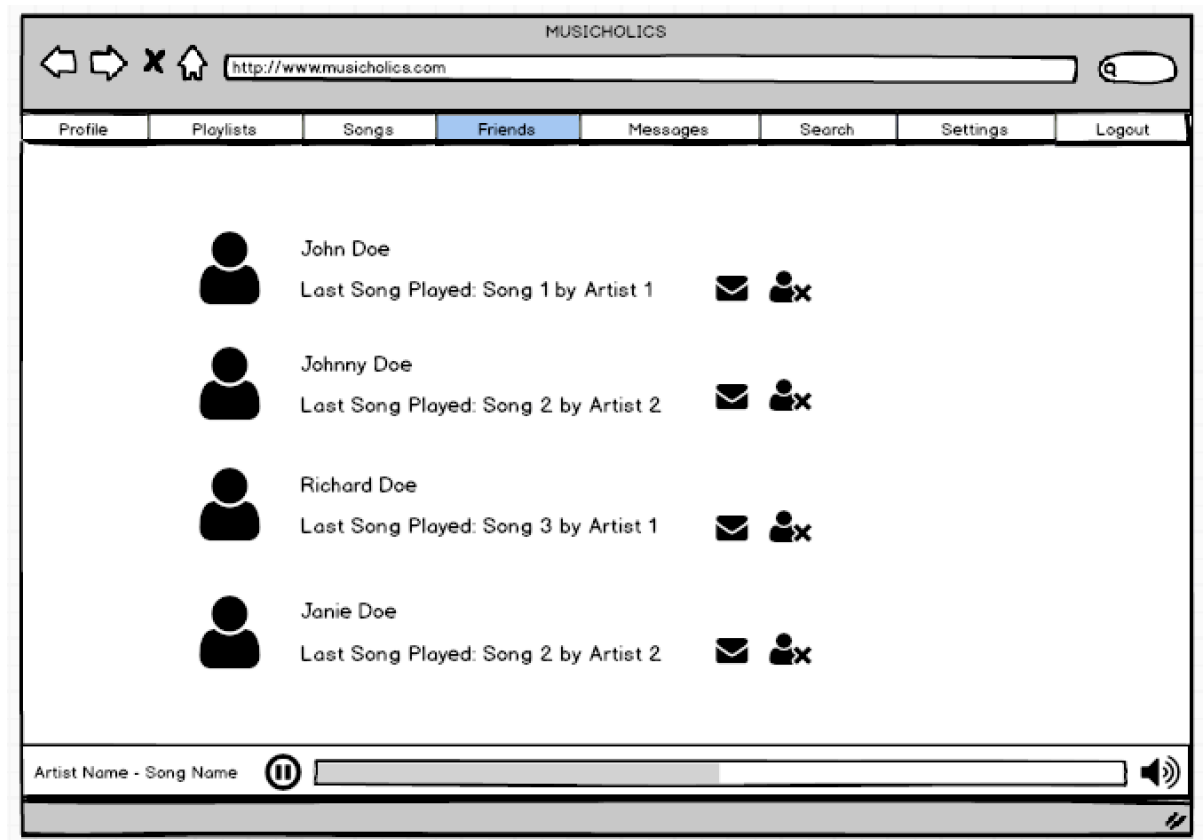 MUSICHOLICS
http://www.musicholics.com
Profile Playlists Songs Friends Messages Search Settings Logout
John Doe
Last Song Played: Song 1 by Artist 1
Johnny Doe
Last Song Played: Song 2 by Artist 2
Richard Doe
Last Song Played: Song 3 by Artist 1
Janie Doe
Last Song Played: Song 2 by Artist 2
Artist Name - Song Name